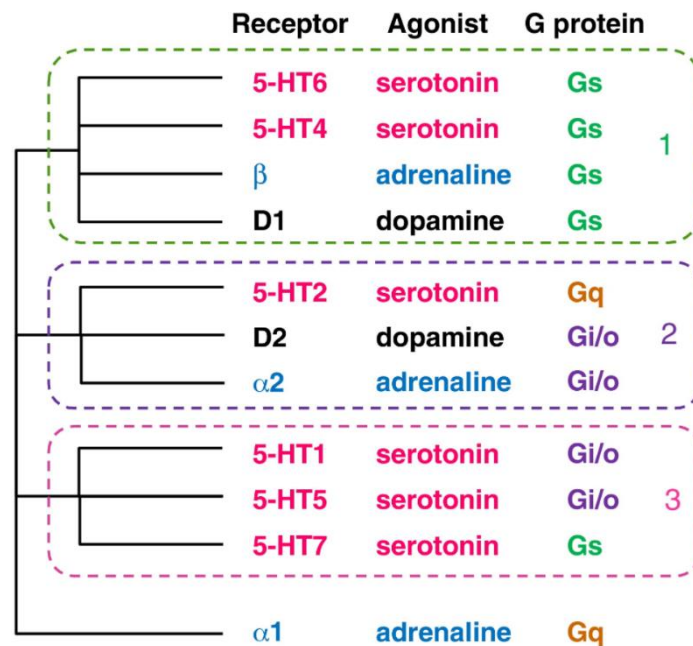 Receptor Agonist G protein
5-HT6 serotonin Gs
5-HT4 serotonin Gs
1
β adrenaline Gs
D1 dopamine Gs
5-HT2 serotonin Gq
D2 dopamine Gi/o 2
α2 adrenaline Gi/o
5-HT1 serotonin Gi/o
5-HT5 serotonin Gi/o 3
5-HT7 serotonin Gs
α1 adrenaline Gq